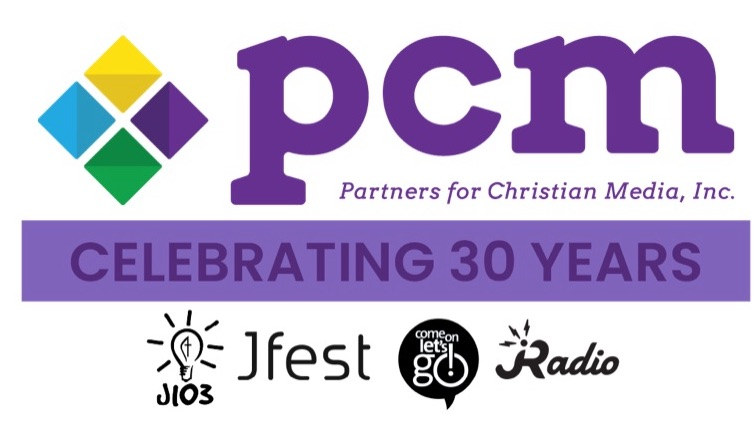 pcm
Partners for Christian Media, Inc.
CELEBRATING 30 YEARS
J103
Jfest
come on
let's
go!
JRadio